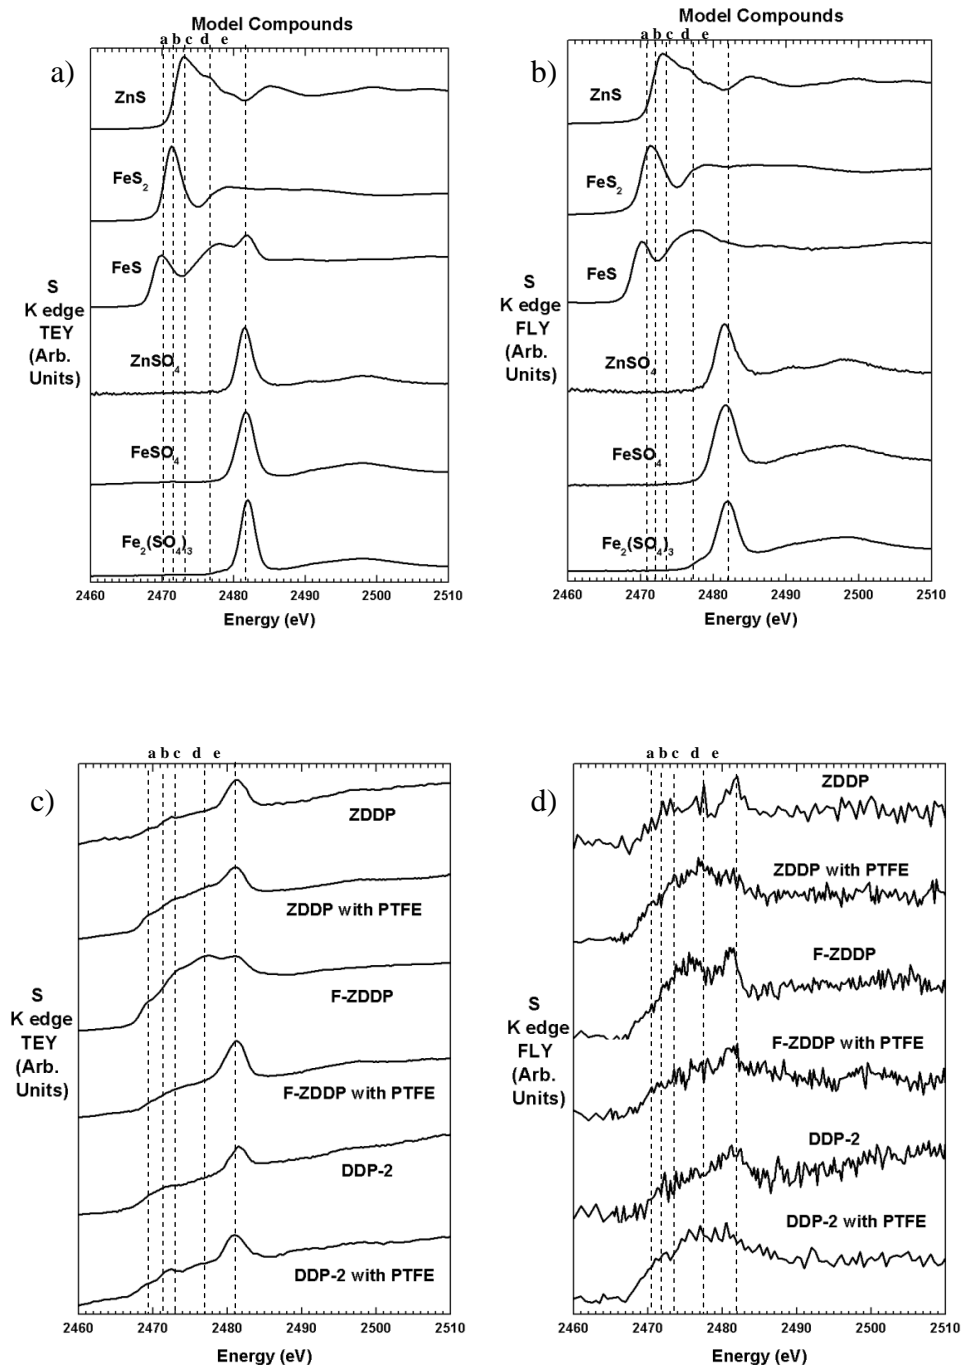 Model Compounds
a b c d e
a)
ZnS
FeS2
FeS
ZnSO4
FeSO4
Fe2(SO4)3
S
K edge
TEY
(Arb.
Units)
2460 2470 2480 2490 2500 2510
Energy (eV)
Model Compounds
a b c d e
b)
ZnS
FeS2
FeS
ZnSO4
FeSO4
Fe2(SO4)3
S
K edge
FLY
(Arb.
Units)
2460 2470 2480 2490 2500 2510
Energy (eV)
a b c d e
c)
ZDDP
ZDDP with PTFE
F-ZDDP
F-ZDDP with PTFE
DDP-2
DDP-2 with PTFE
S
K edge
TEY
(Arb.
Units)
2460 2470 2480 2490 2500 2510
Energy (eV)
a b c d e
d)
ZDDP
ZDDP with PTFE
F-ZDDP
F-ZDDP with PTFE
DDP-2
DDP-2 with PTFE
S
K edge
FLY
(Arb.
Units)
2460 2470 2480 2490 2500 2510
Energy (eV)